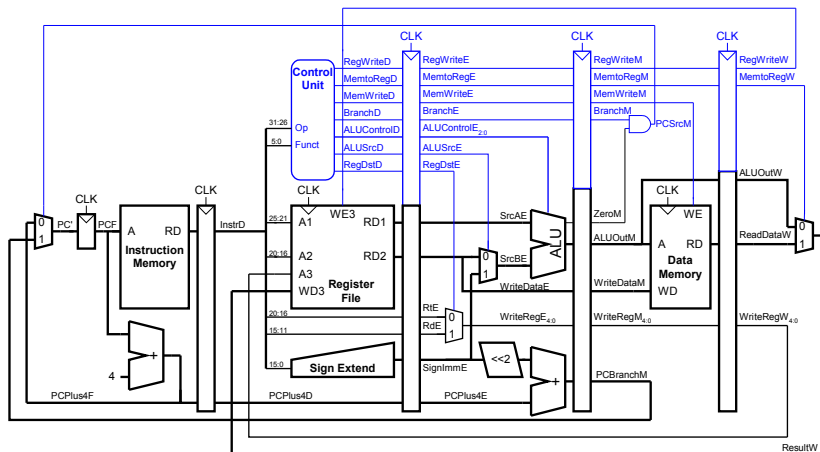 CLK CLK CLK
RegWriteD RegWriteE RegWriteM RegWriteW
Control Unit
MemtoRegD MemtoRegE MemtoRegM MemtoRegW
MemWriteD MemWriteE MemWriteM
BranchD BranchE BranchM
PCSrcM
31:26 Op
ALUControlD ALUControlE2:0
5:0 Funct
ALUSrcD ALUSrcE
RegDstD RegDstE
CLK CLK CLK CLK
ALUOutW
0 1 PC' PCF
A RD
Instruction Memory
InstrD
25:21 A1 WE3 RD1
SrcAE
ZeroM
WE
20:16 A2 RD2
0 1 SrcBE
ALU
ALUOutM
A RD
ReadDataW
0 1
A3
Register File
WD3
WriteDataE WriteDataM
Data Memory
WD
20:16 RtE 0
15:11 RdE 1
WriteRegE4:0 WriteRegM4:0 WriteRegW4:0
+
4
15:0 Sign Extend
SignImmE
<<2
+
PCBranchM
PCPlus4F PCPlus4D PCPlus4E
ResultW